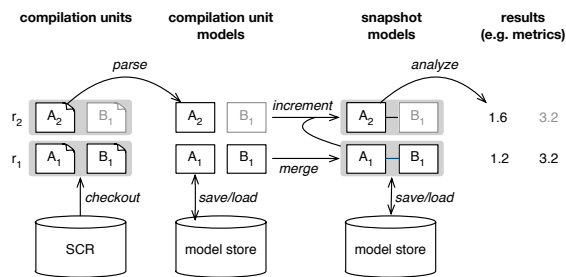 compilation units
compilation unit models
snapshot models
results (e.g. metrics)
parse
analyze
r2 A2 B1 A2 B1 increment A2 B1 1.6 3.2
r1 A1 B1 A1 B1 merge A1 B1 1.2 3.2
checkout
save/load
save/load
SCR
model store
model store